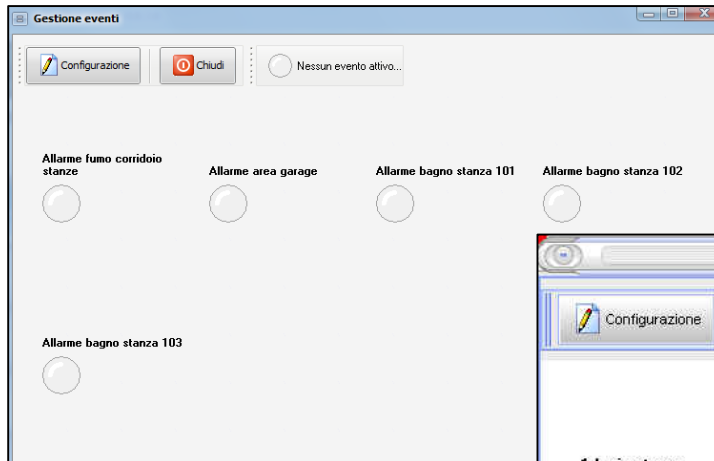 Gestione eventi
Configurazione
Chiudi
Nessun evento attivo...
Allarme fumo corridoio
stanze
Allarme area garage
Allarme bagno stanza 101
Allarme bagno stanza 102
Configurazione
Allarme bagno stanza 103